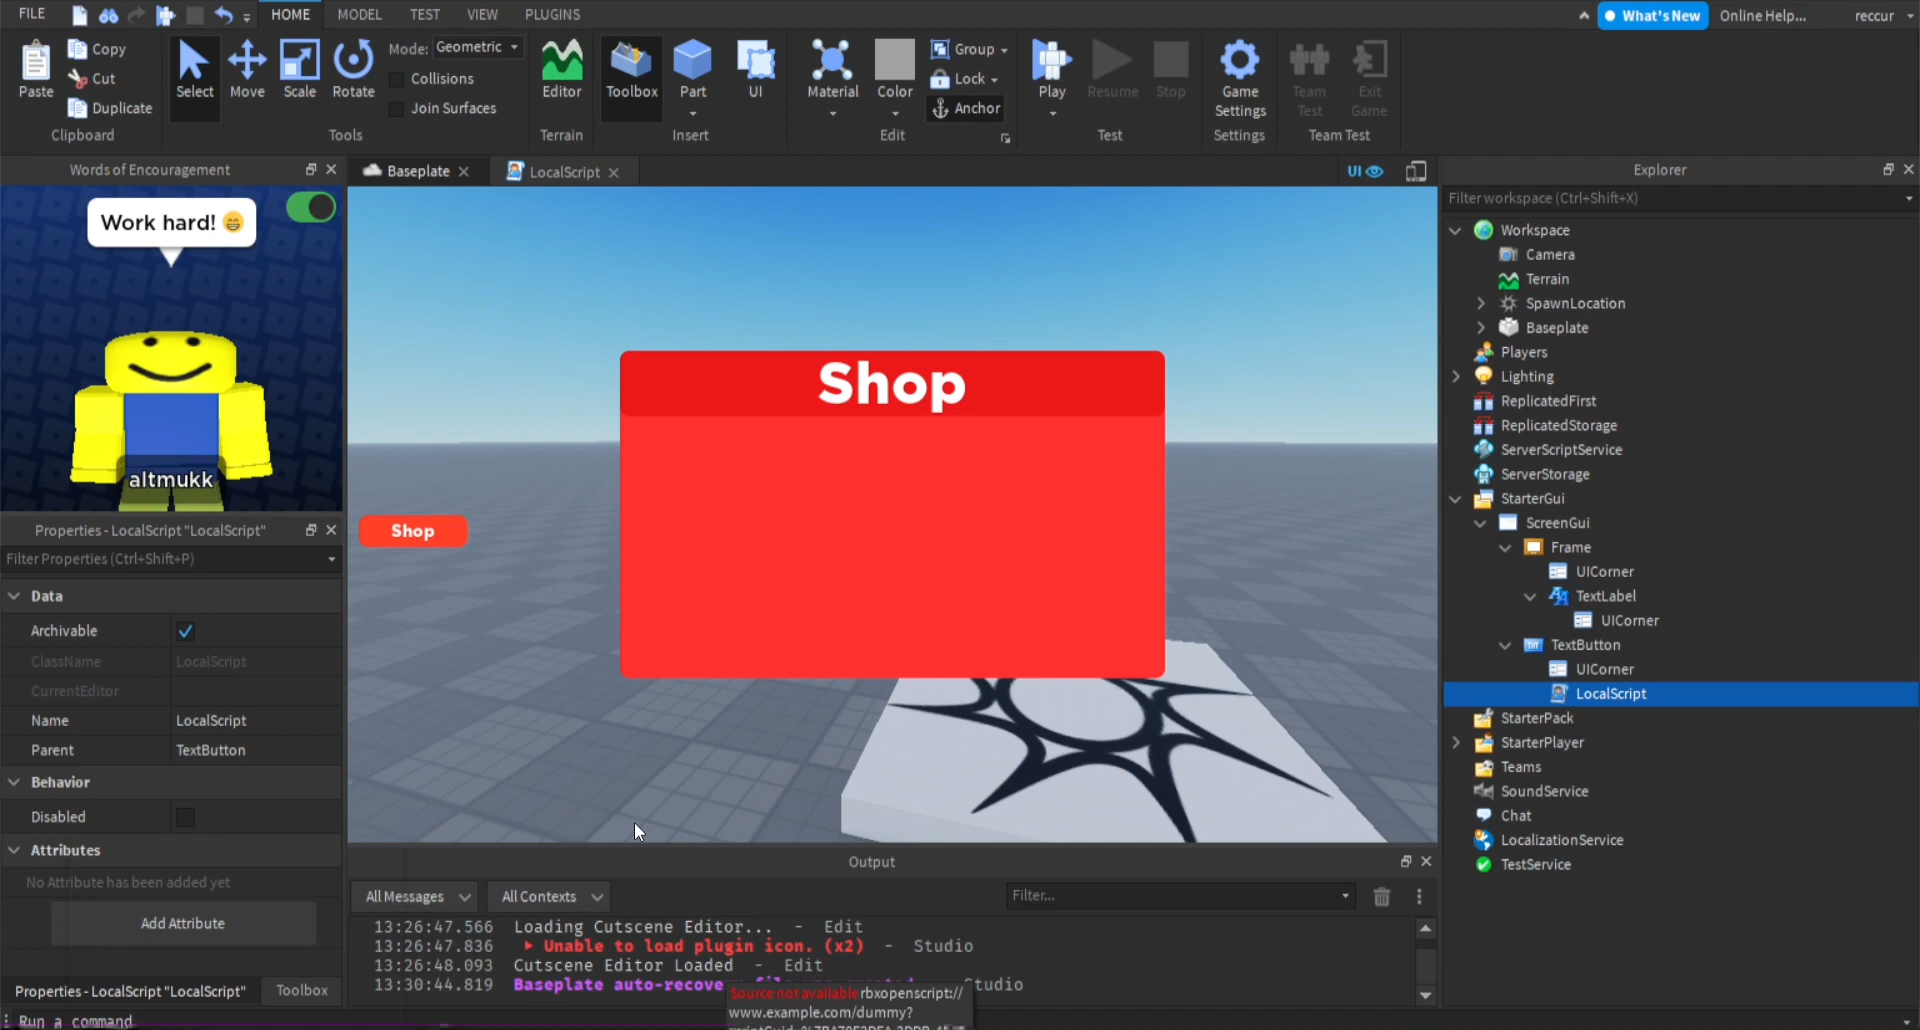 FILE
HOME
MODEL
TEST
VIEW
PLUGINS
What's New
Online Help...
reccur
Paste
Copy
Cut
Duplicate
Clipboard
Select
Move
Scale
Rotate
Mode: Geometric
Collisions
Join Surfaces
Tools
Editor
Terrain
Toolbox
Part
UI
Insert
Material
Color
Group
Lock
Anchor
Edit
Play
Resume
Stop
Test
Game
Settings
Settings
Team
Test
Exit
Game
Team Test
Words of Encouragement
Work hard! 😁
altmukk
Baseplate
LocalScript
UI
Shop
Shop
Properties - LocalScript "LocalScript"
Filter Properties (Ctrl+Shift+P)
Data
Archivable
ClassName LocalScript
CurrentEditor
Name LocalScript
Parent TextButton
Behavior
Disabled
Attributes
No Attribute has been added yet
Add Attribute
Properties - LocalScript "LocalScript"
Toolbox
Run a command
Output
All Messages
All Contexts
Filter...
13:26:47.566 Loading Cutscene Editor... - Edit
13:26:47.836 Unable to load plugin icon. (x2) - Studio
13:26:48.093 Cutscene Editor Loaded - Edit
13:30:44.819 Baseplate auto-recovery file was created - Studio
Source not available rbxopenscript://
www.example.com/dummy?
Explorer
Filter workspace (Ctrl+Shift+X)
Workspace
Camera
Terrain
SpawnLocation
Baseplate
Players
Lighting
ReplicatedFirst
ReplicatedStorage
ServerScriptService
ServerStorage
StarterGui
ScreenGui
Frame
UICorner
TextLabel
UICorner
TextButton
UICorner
LocalScript
StarterPack
StarterPlayer
Teams
SoundService
Chat
LocalizationService
TestService